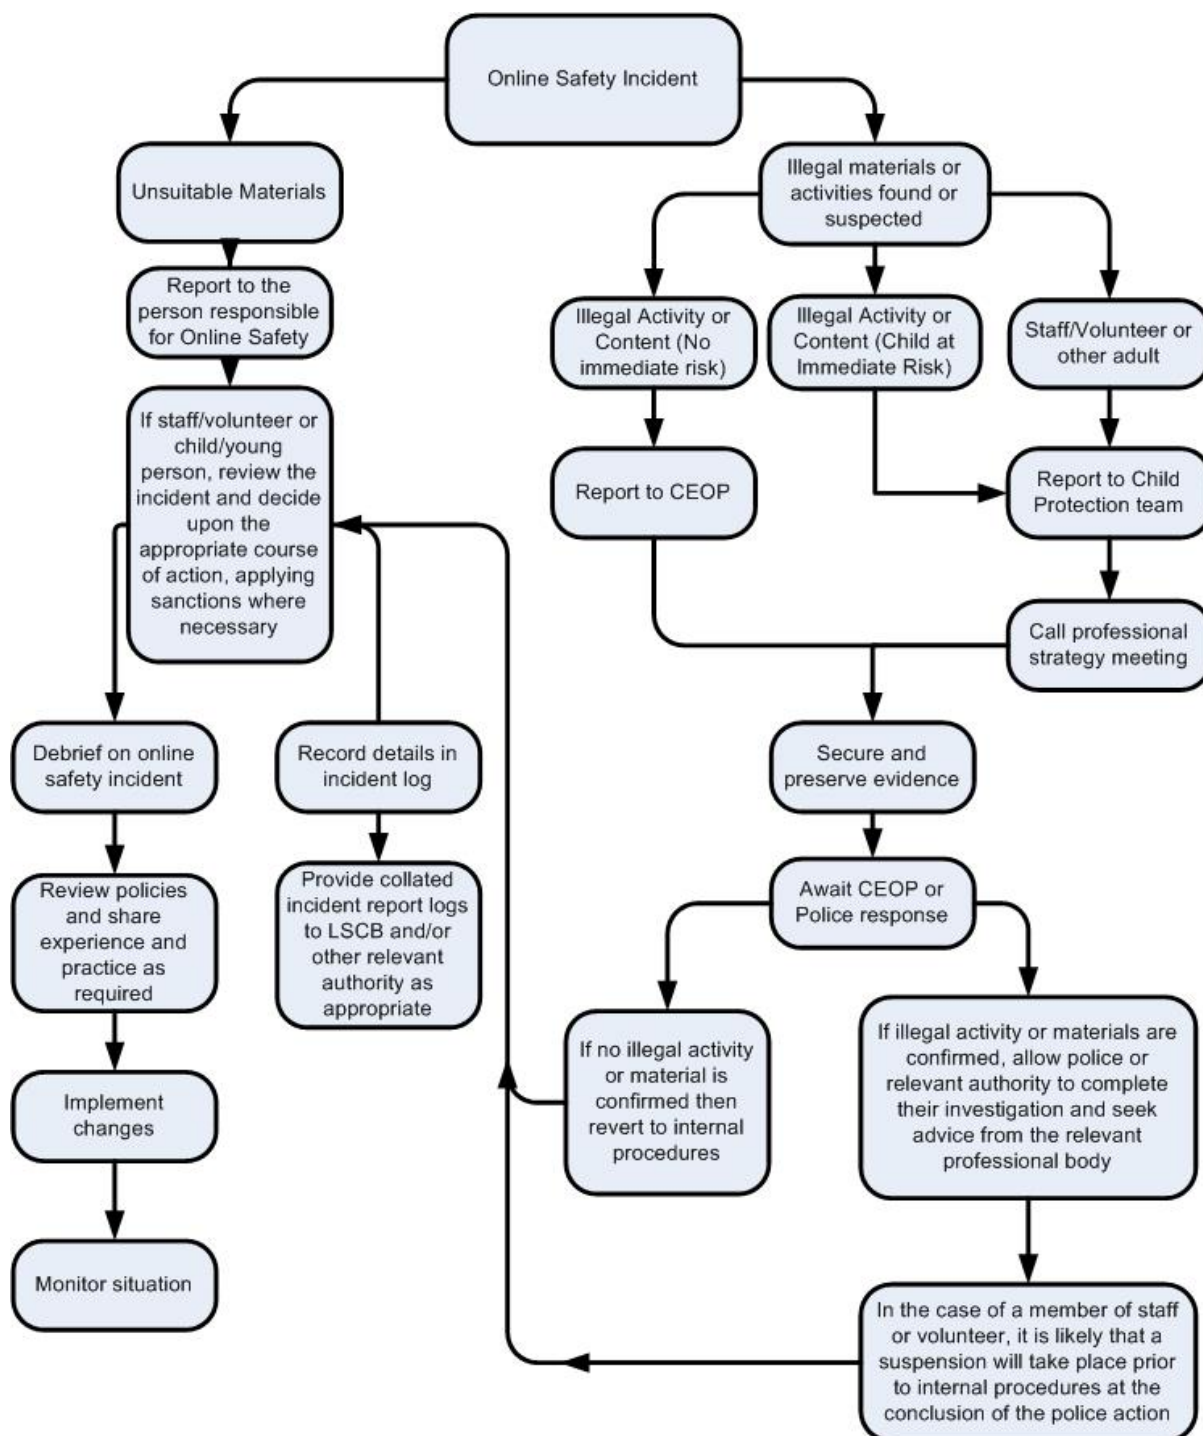 Online Safety Incident
Unsuitable Materials
Report to the
person responsible
for Online Safety
If staff/volunteer or
child/young
person, review the
incident and decide
upon the
appropriate course
of action, applying
sanctions where
necessary
Debrief on online
safety incident
Review policies
and share
experience and
practice as
required
Implement
changes
Monitor situation
Record details in
incident log
Provide collated
incident report logs
to LSCB and/or
other relevant
authority as
appropriate
Illegal materials or
activities found or
suspected
Illegal Activity or
Content (No
immediate risk)
Illegal Activity or
Content (Child at
Immediate Risk)
Staff/Volunteer or
other adult
Report to CEOP
Report to Child
Protection team
Call professional
strategy meeting
Secure and
preserve evidence
Await CEOP or
Police response
If no illegal activity
or material is
confirmed then
revert to internal
procedures
If illegal activity or materials are
confirmed, allow police or
relevant authority to complete
their investigation and seek
advice from the relevant
professional body
In the case of a member of staff
or volunteer, it is likely that a
suspension will take place prior
to internal procedures at the
conclusion of the police action